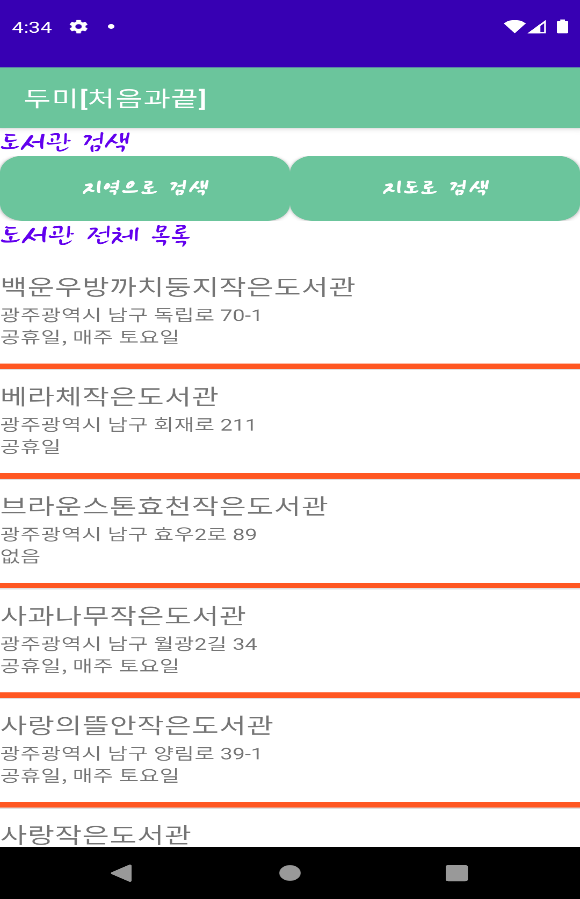 4:34
두미[처음과끝]
도서관 검색
지역으로 검색
지도로 검색
도서관 전체 목록
백운우방까치둥지작은도서관
광주광역시 남구 독립로 70-1
공휴일, 매주 토요일
베라체작은도서관
광주광역시 남구 회재로 211
공휴일
브라운스톤효천작은도서관
광주광역시 남구 효우2로 89
없음
사과나무작은도서관
광주광역시 남구 월광2길 34
공휴일, 매주 토요일
사랑의뜰안작은도서관
광주광역시 남구 양림로 39-1
공휴일, 매주 토요일
사랑작은도서관